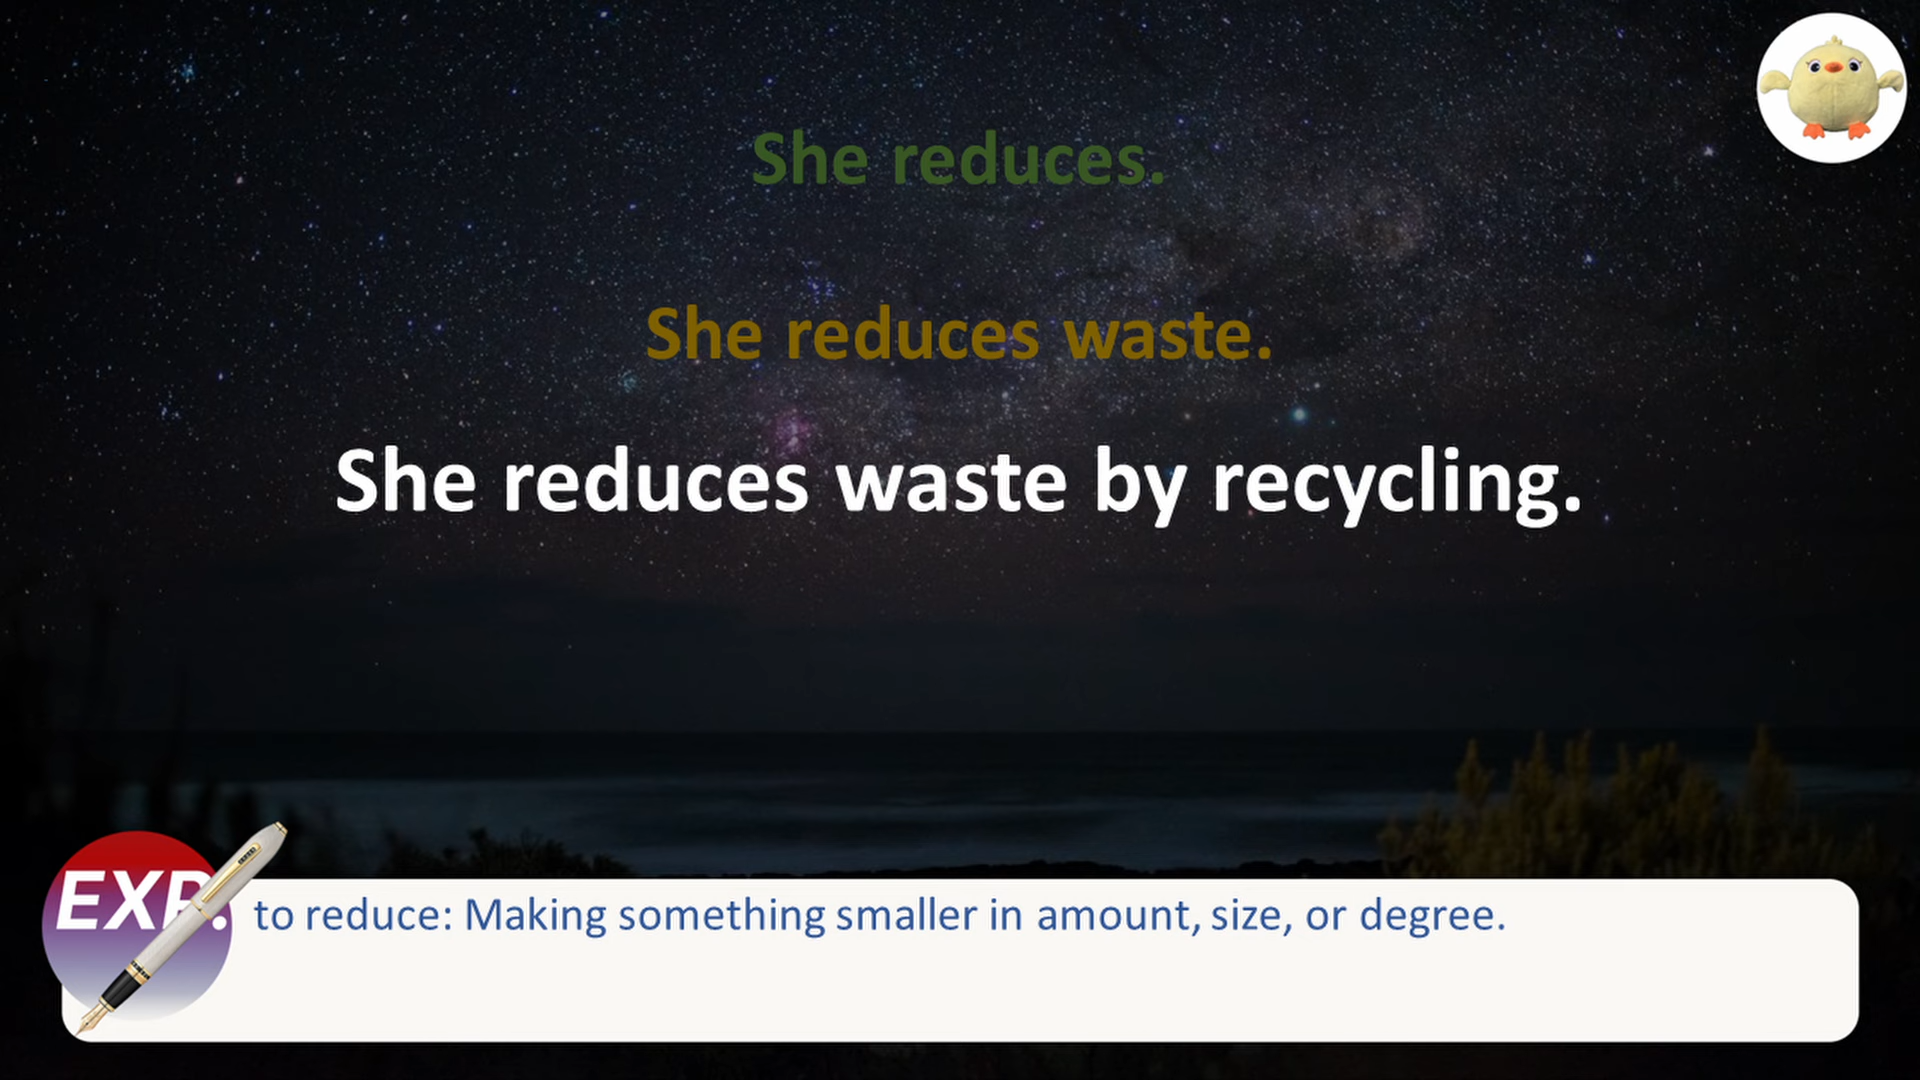 She reduces.
She reduces waste.
She reduces waste by recycling.
EXP.
to reduce: Making something smaller in amount, size, or degree.